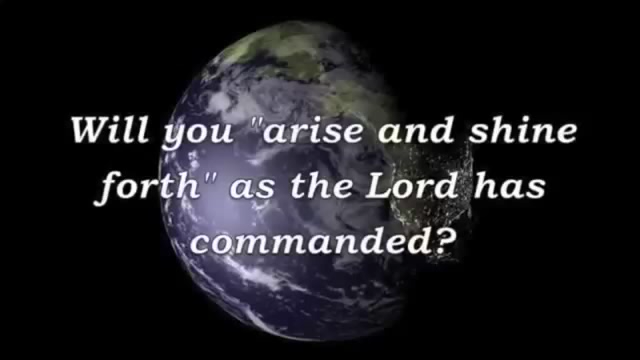 Will you "arise and shine
forth" as the Lord has
commanded?